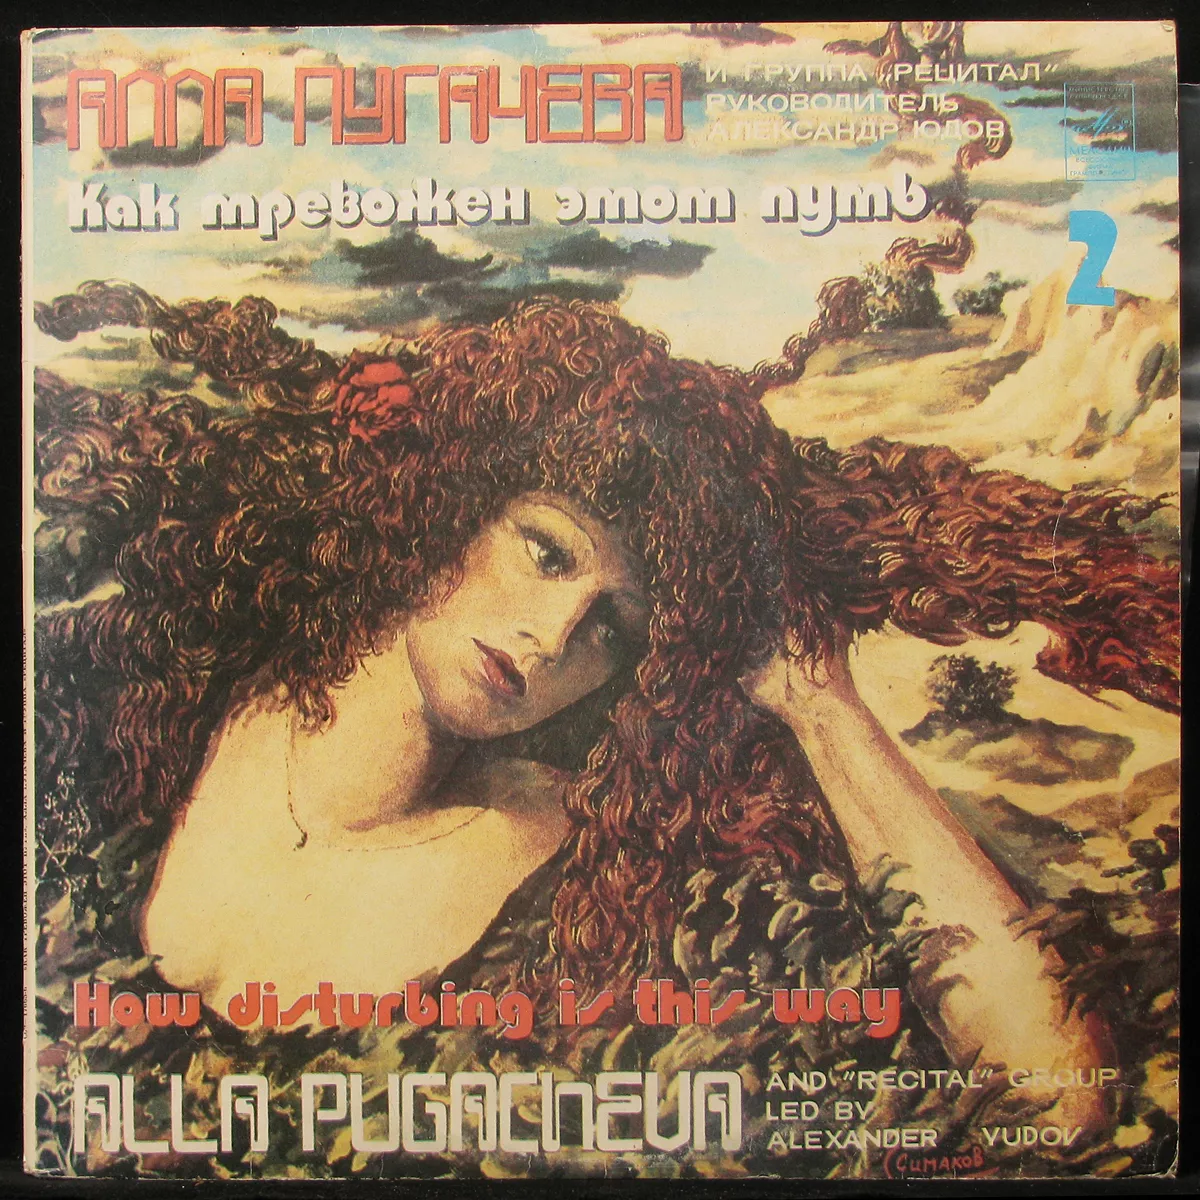 АЛЛА ПУГАЧЕВА
И ГРУППА „РЕЦИТАЛ"
РУКОВОДИТЕЛЬ
АЛЕКСАНДР ЮДОВ
Как тревожен этот путь
2
How disturbing is this way
ALLA PUGACHEVA
AND "RECITAL" GROUP
LED BY
ALEXANDER YUDOV
Симаков